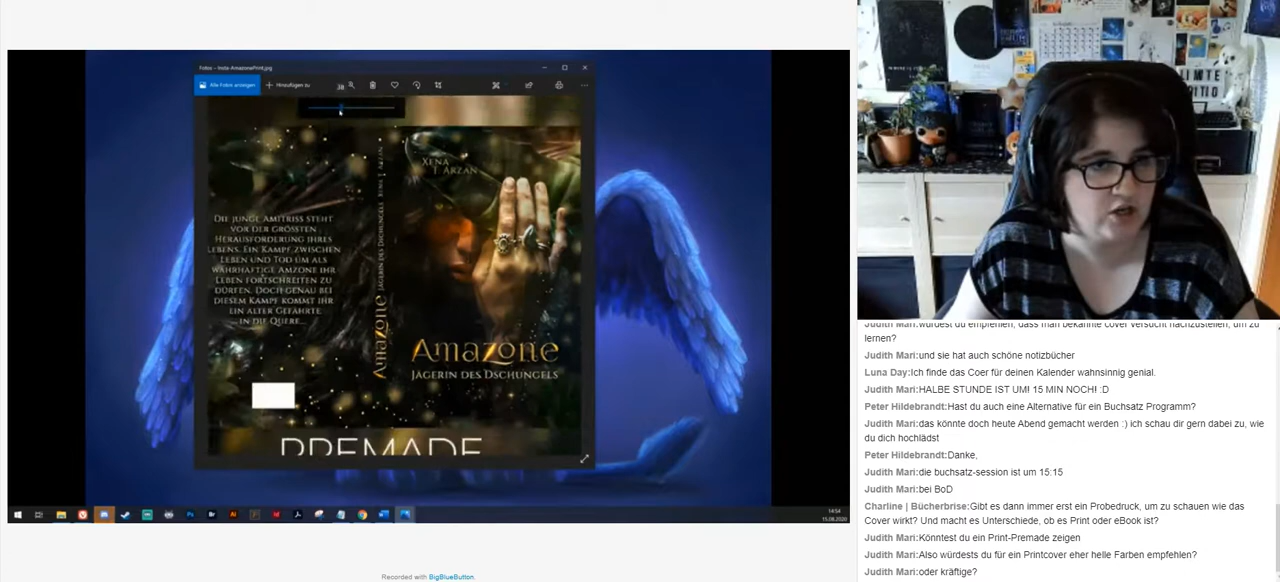 Fotos - Insta-AmazonePrint.jpg
Alle Fotos anzeigen
Hinzufügen zu
XENA
T. ARZAN
DIE JUNGE AMITRISS STEHT
VOR DER GRÖSSTEN
HERAUSFORDERUNG IHRES
LEBENS. EIN KAMPF ZWISCHEN
LEBEN UND TOD UM ALS
WAHRHAFTIGE AMZONE IHR
LEBEN FORTSCHREITEN ZU
DÜRFEN. DOCH GENAU BEI
DIESEM KAMPF KOMMT IHR
EIN ALTER GEFÄHRTE
IN DIE QUERE...
Amazone JÄGERIN DES DSCHUNGELS XENA T. ARZAN
Amazone
JÄGERIN DES DSCHUNGELS
PREMADE
14:54
15.08.2020
Recorded with BigBlueButton.
Judith Mari:würdest du empfehlen, dass man bekannte cover versucht nachzustellen, um zu
lernen?
Judith Mari:und sie hat auch schöne notizbücher
Luna Day:Ich finde das Coer für deinen Kalender wahnsinnig genial.
Judith Mari:HALBE STUNDE IST UM! 15 MIN NOCH! :D
Peter Hildebrandt:Hast du auch eine Alternative für ein Buchsatz Programm?
Judith Mari:das könnte doch heute Abend gemacht werden :) ich schau dir gern dabei zu, wie
du dich hochlädst
Peter Hildebrandt:Danke,
Judith Mari:die buchsatz-session ist um 15:15
Judith Mari:bei BoD
Charline | Bücherbrise:Gibt es dann immer erst ein Probedruck, um zu schauen wie das
Cover wirkt? Und macht es Unterschiede, ob es Print oder eBook ist?
Judith Mari:Könntest du ein Print-Premade zeigen
Judith Mari:Also würdests du für ein Printcover eher helle Farben empfehlen?
Judith Mari:oder kräftige?